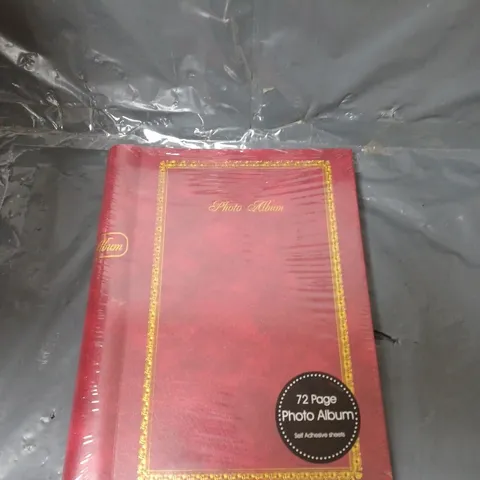 Photo Album
Album
72 Page
Photo Album
Self Adhesive sheets